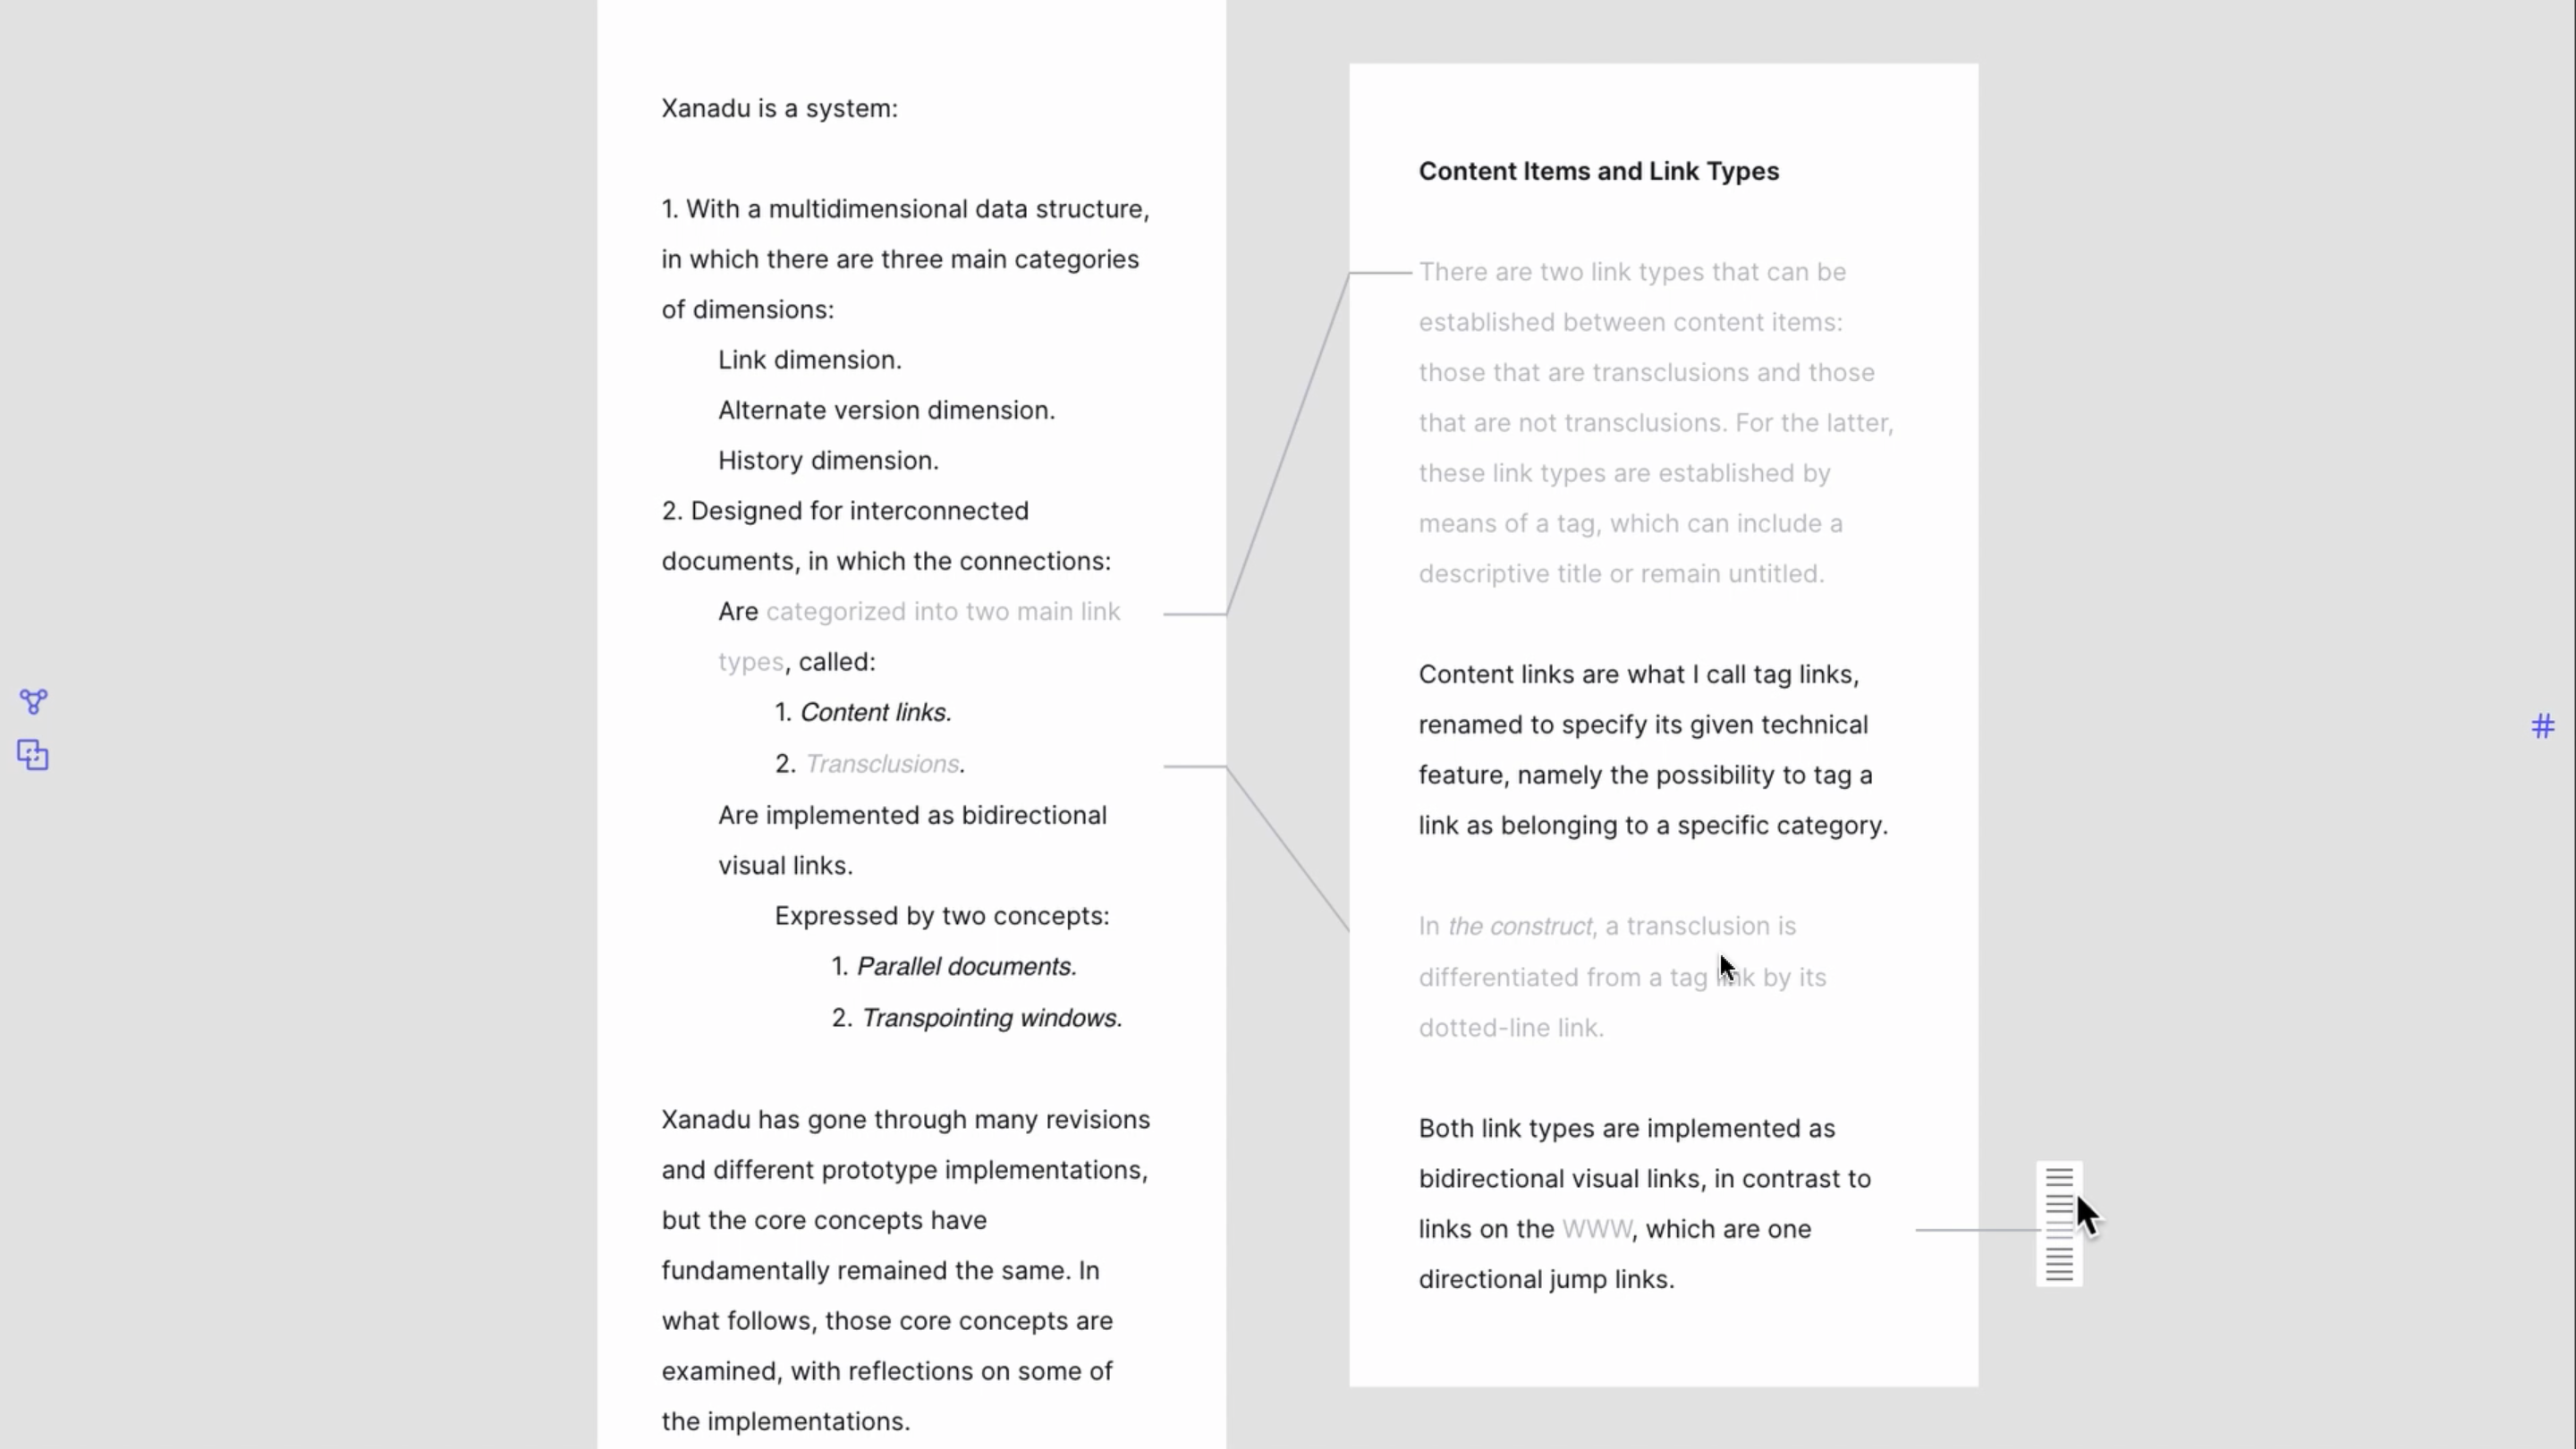 Xanadu is a system:
1. With a multidimensional data structure,
in which there are three main categories
of dimensions:
Link dimension.
Alternate version dimension.
History dimension.
2. Designed for interconnected
documents, in which the connections:
Are categorized into two main link
types, called:
1. Content links.
2. Transclusions.
Are implemented as bidirectional
visual links.
Expressed by two concepts:
1. Parallel documents.
2. Transpointing windows.
Xanadu has gone through many revisions
and different prototype implementations,
but the core concepts have
fundamentally remained the same. In
what follows, those core concepts are
examined, with reflections on some of
the implementations.
Content Items and Link Types
There are two link types that can be
established between content items:
those that are transclusions and those
that are not transclusions. For the latter,
these link types are established by
means of a tag, which can include a
descriptive title or remain untitled.
Content links are what I call tag links,
renamed to specify its given technical
feature, namely the possibility to tag a
link as belonging to a specific category.
In the construct, a transclusion is
differentiated from a tag link by its
dotted-line link.
Both link types are implemented as
bidirectional visual links, in contrast to
links on the WWW, which are one
directional jump links.
#